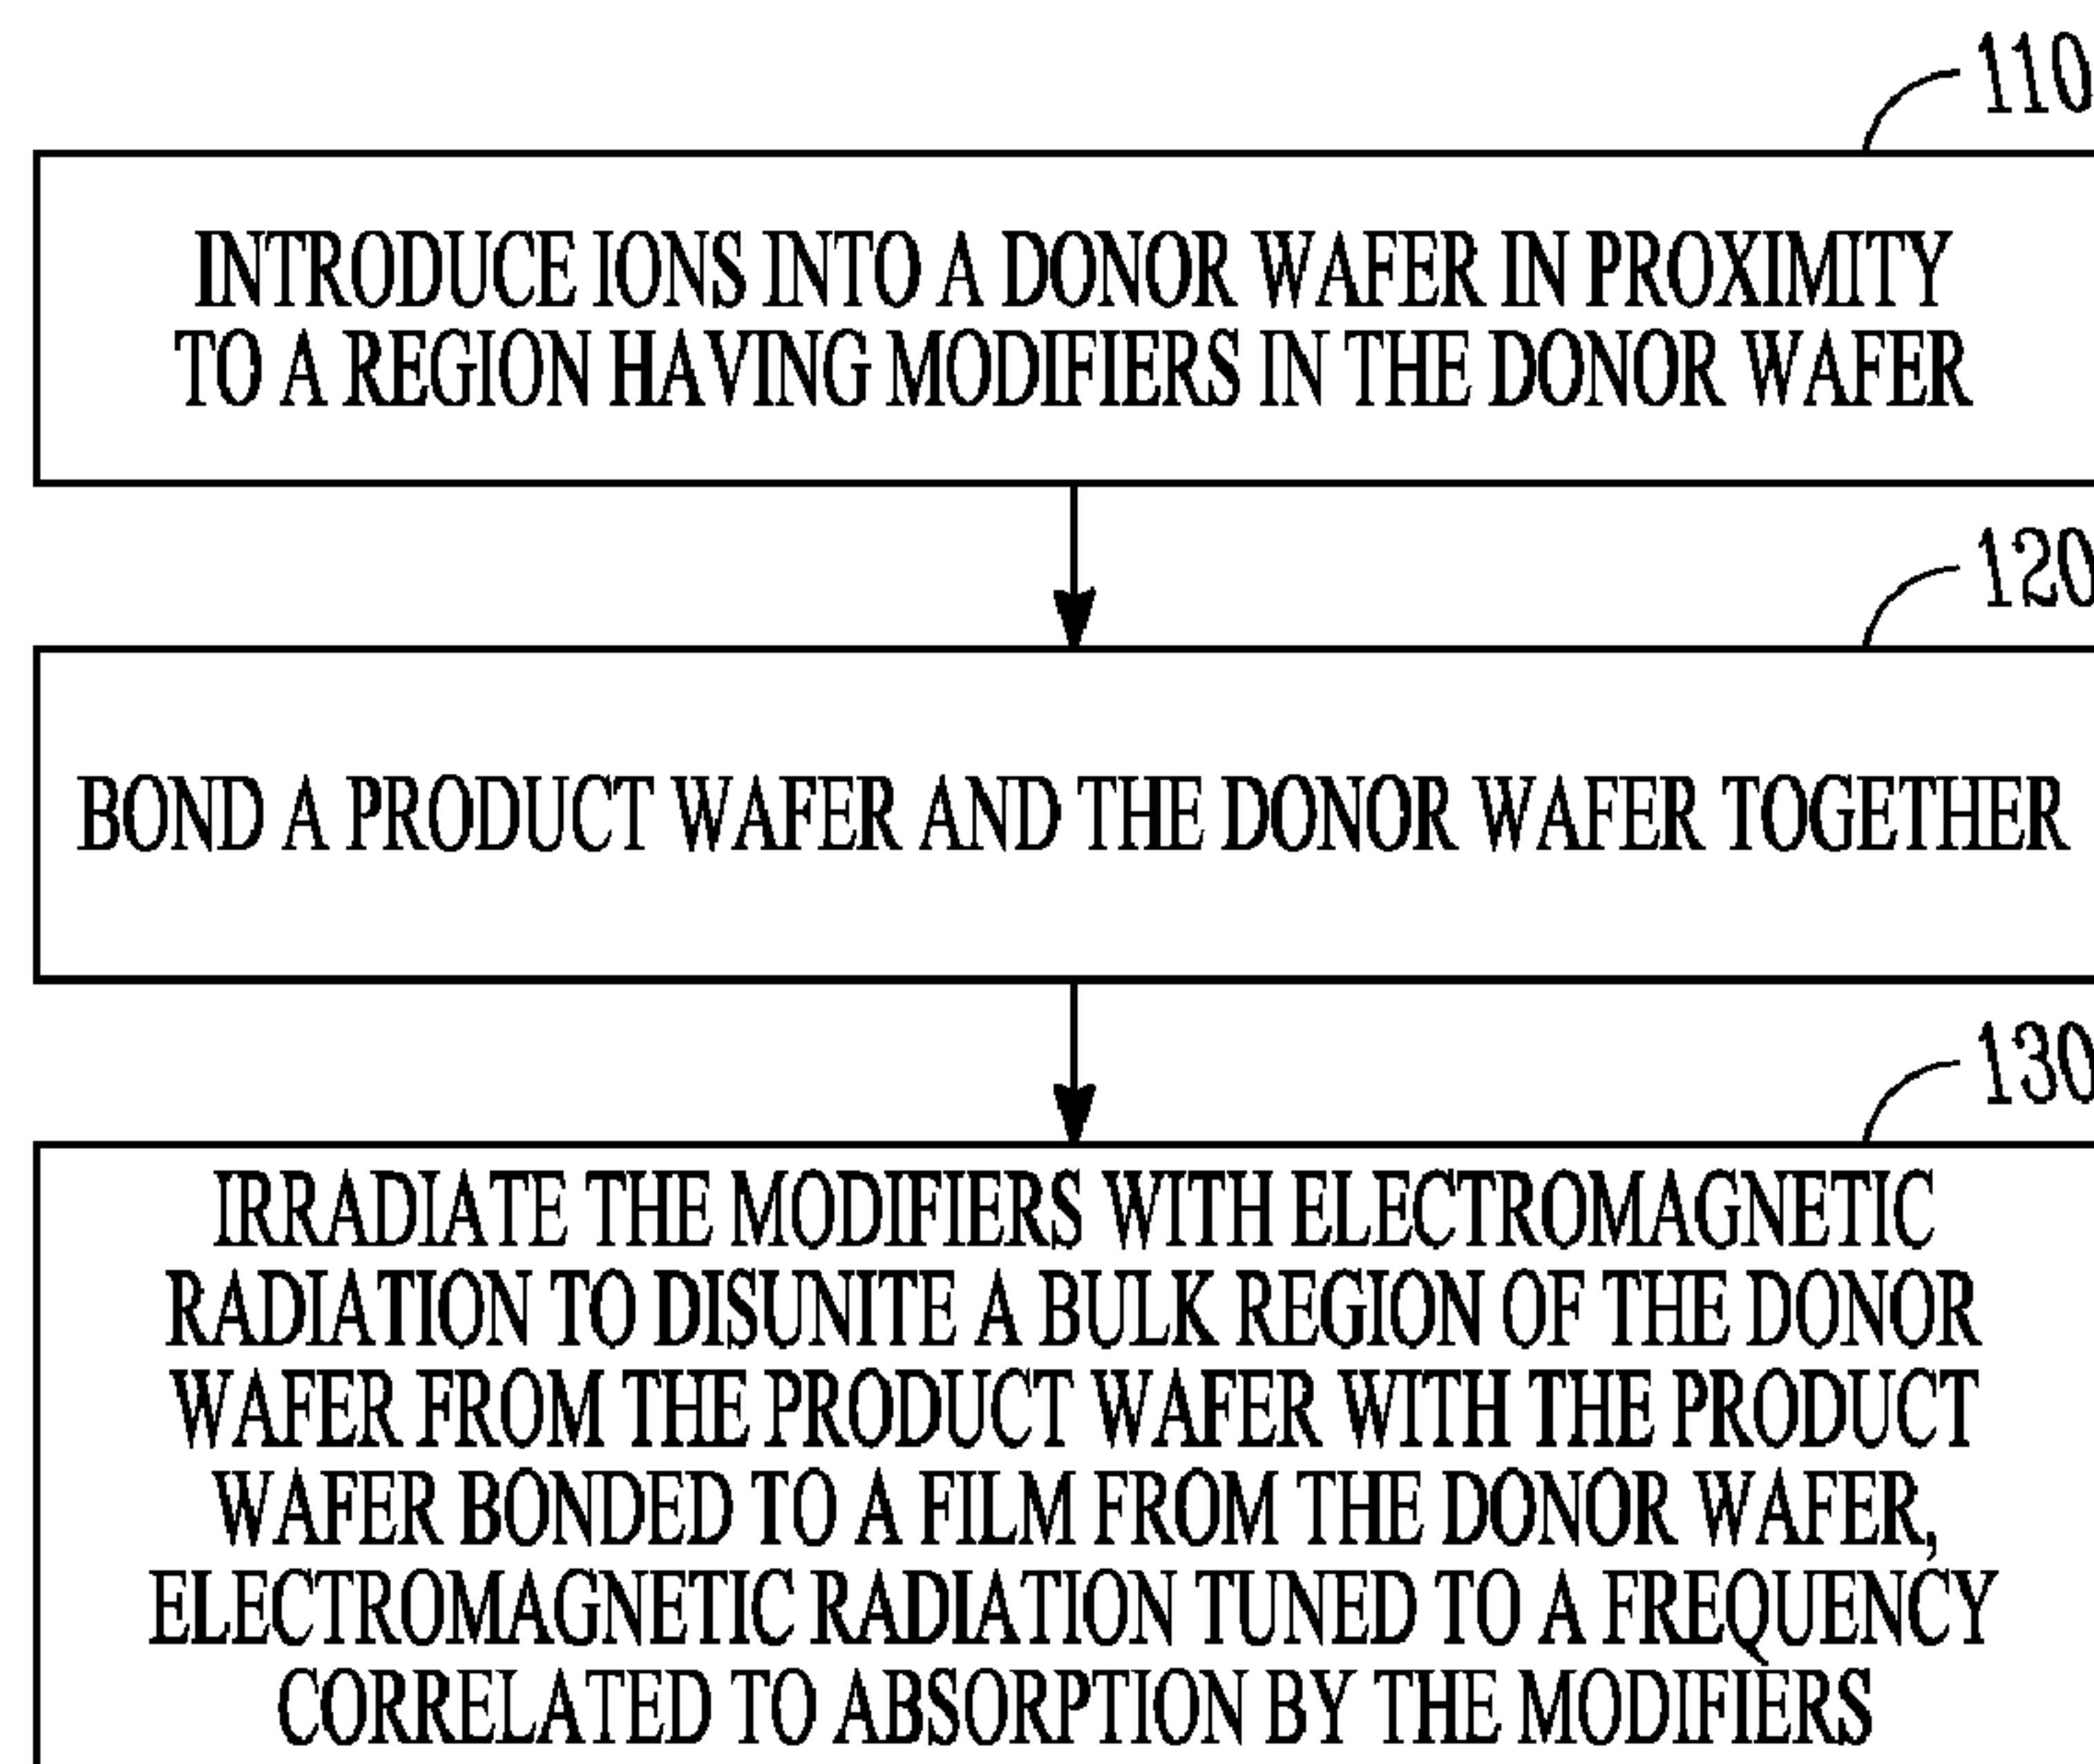 110
INTRODUCE IONS INTO A DONOR WAFER IN PROXIMITY
TO A REGION HAVING MODIFIERS IN THE DONOR WAFER
120
BOND A PRODUCT WAFER AND THE DONOR WAFER TOGETHER
130
IRRADIATE THE MODIFIERS WITH ELECTROMAGNETIC
RADIATION TO DISUNITE A BULK REGION OF THE DONOR
WAFER FROM THE PRODUCT WAFER WITH THE PRODUCT
WAFER BONDED TO A FILM FROM THE DONOR WAFER,
ELECTROMAGNETIC RADIATION TUNED TO A FREQUENCY
CORRELATED TO ABSORPTION BY THE MODIFIERS